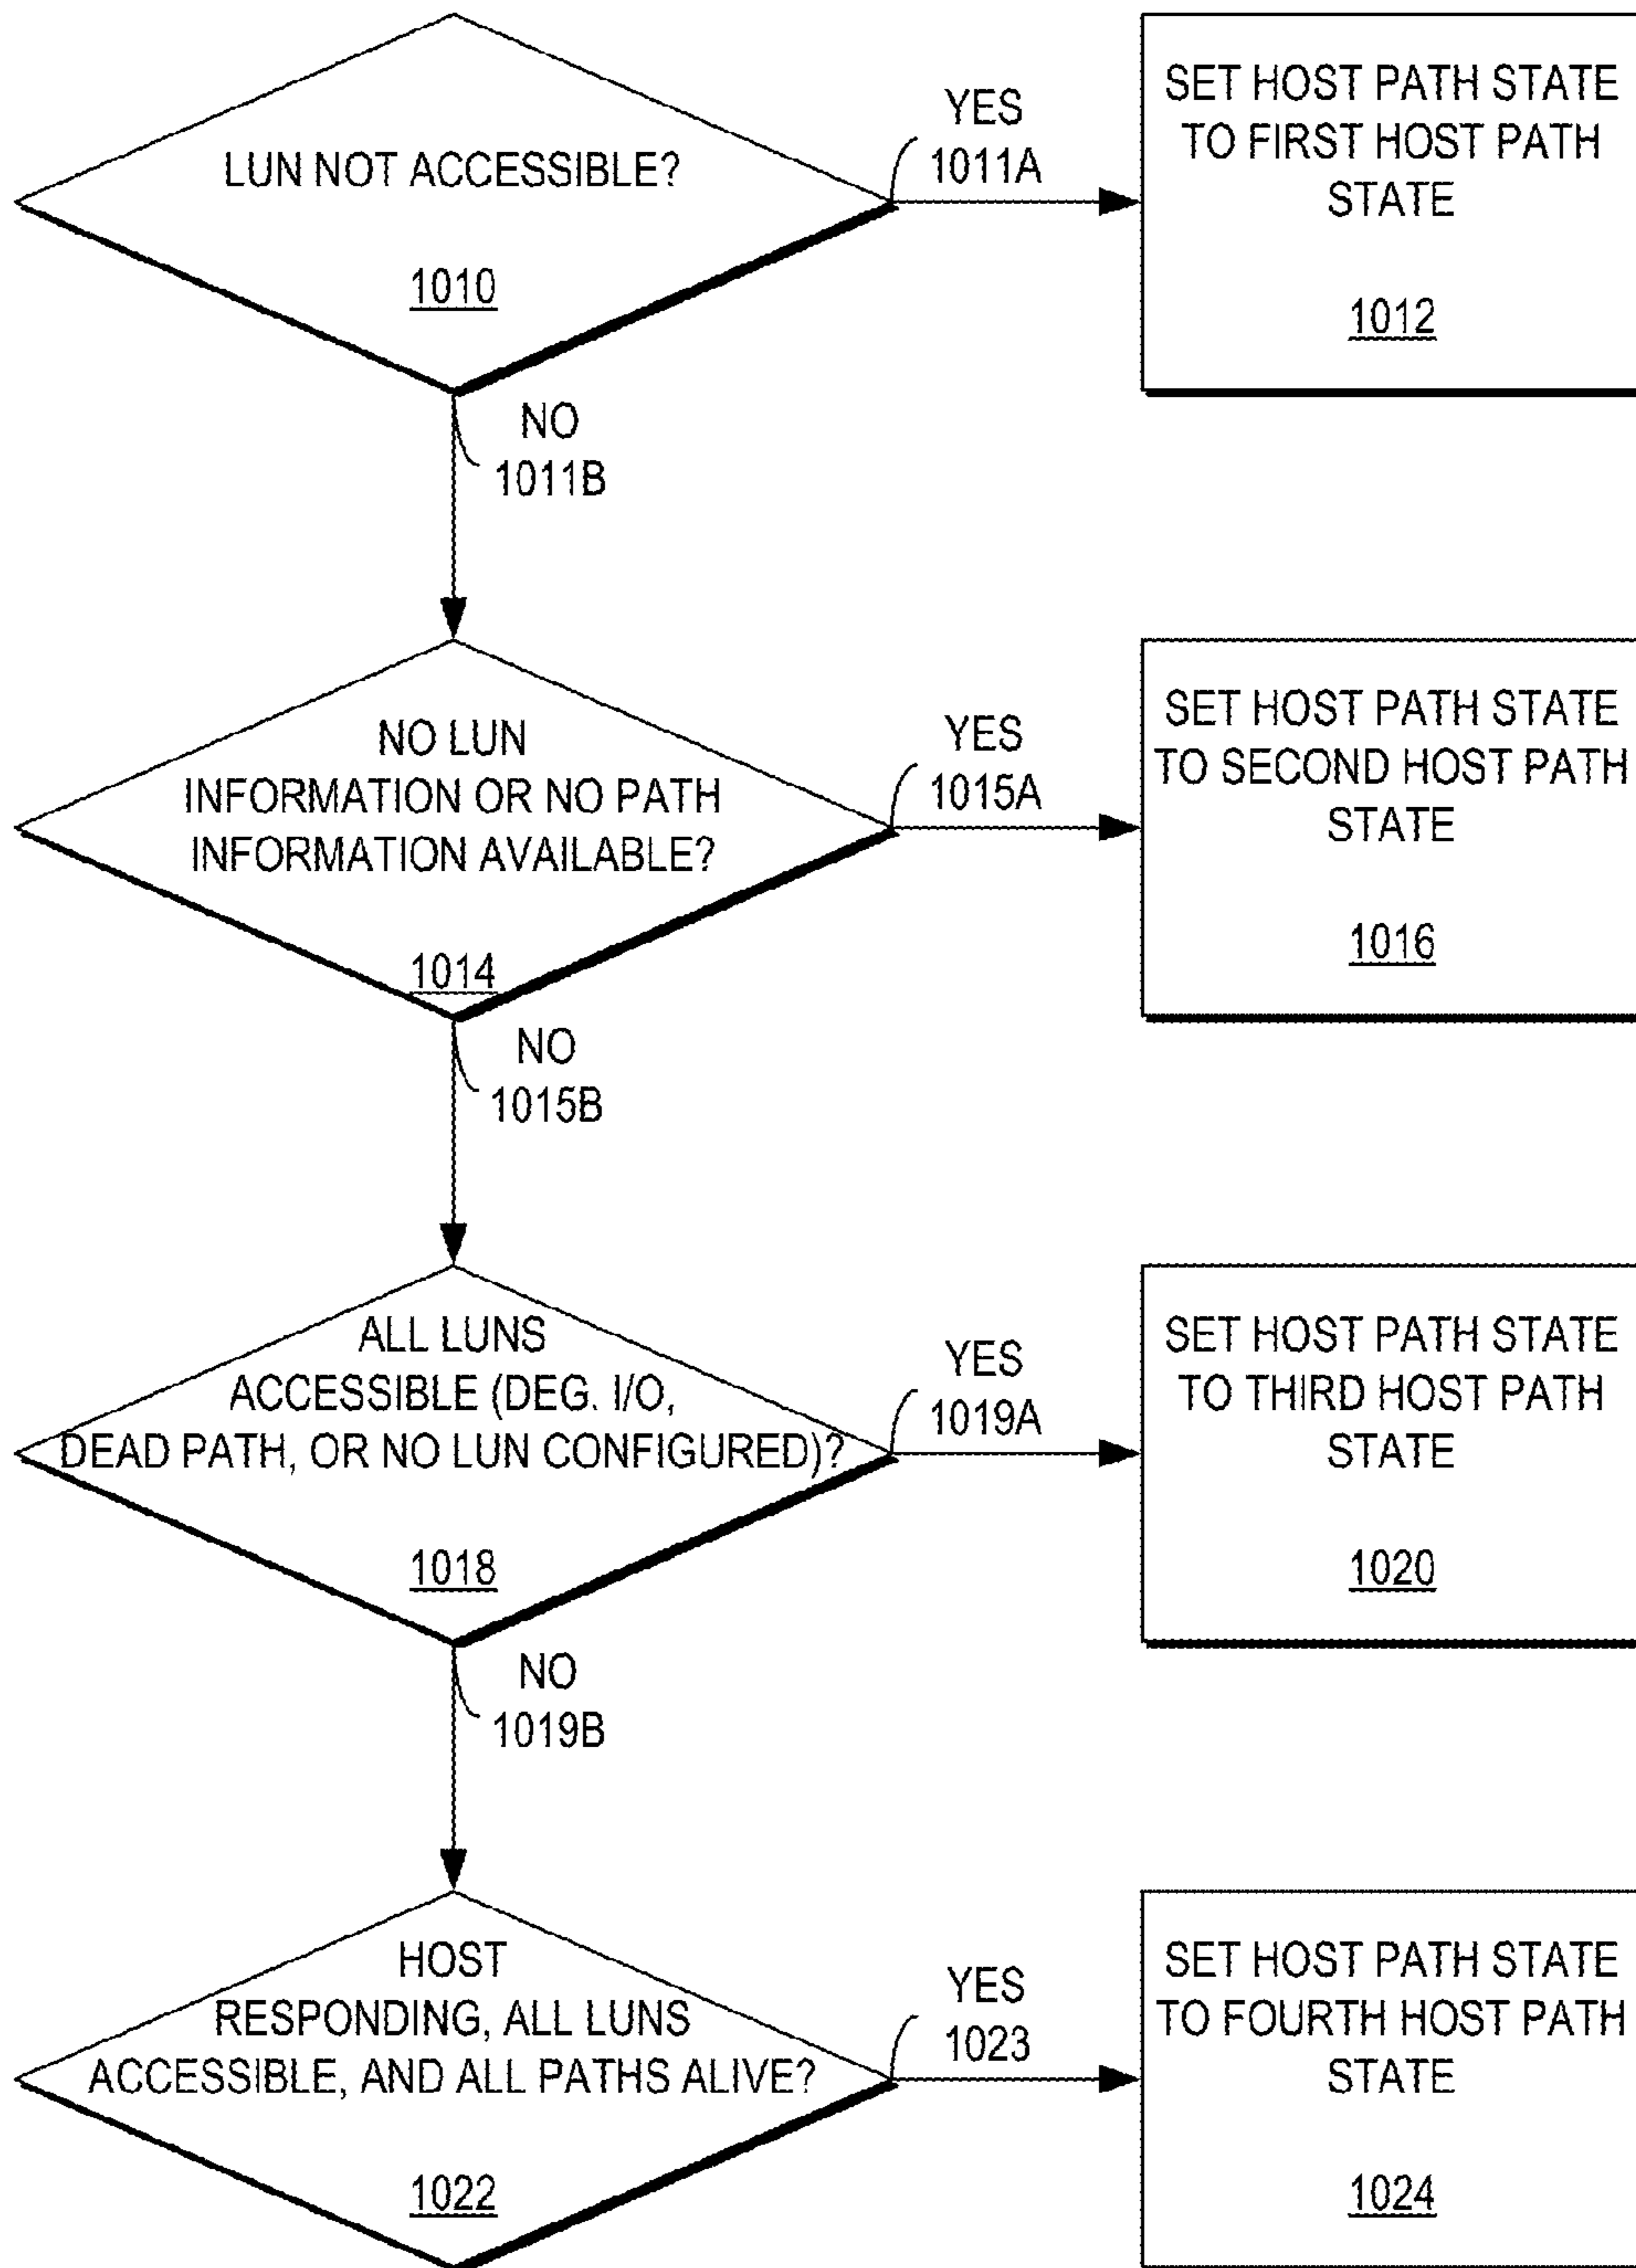 LUN NOT ACCESSIBLE?
1010
YES
1011A
SET HOST PATH STATE
TO FIRST HOST PATH
STATE
1012
NO
1011B
NO LUN
INFORMATION OR NO PATH
INFORMATION AVAILABLE?
1014
YES
1015A
SET HOST PATH STATE
TO SECOND HOST PATH
STATE
1016
NO
1015B
ALL LUNS
ACCESSIBLE (DEG. I/O,
DEAD PATH, OR NO LUN CONFIGURED)?
1018
YES
1019A
SET HOST PATH STATE
TO THIRD HOST PATH
STATE
1020
NO
1019B
HOST
RESPONDING, ALL LUNS
ACCESSIBLE, AND ALL PATHS ALIVE?
1022
YES
1023
SET HOST PATH STATE
TO FOURTH HOST PATH
STATE
1024